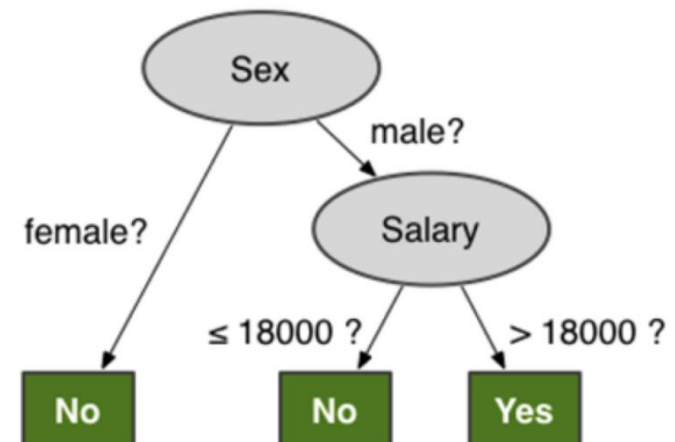 Sex
male?
female?
Salary
≤ 18000 ?
> 18000 ?
No
No
Yes